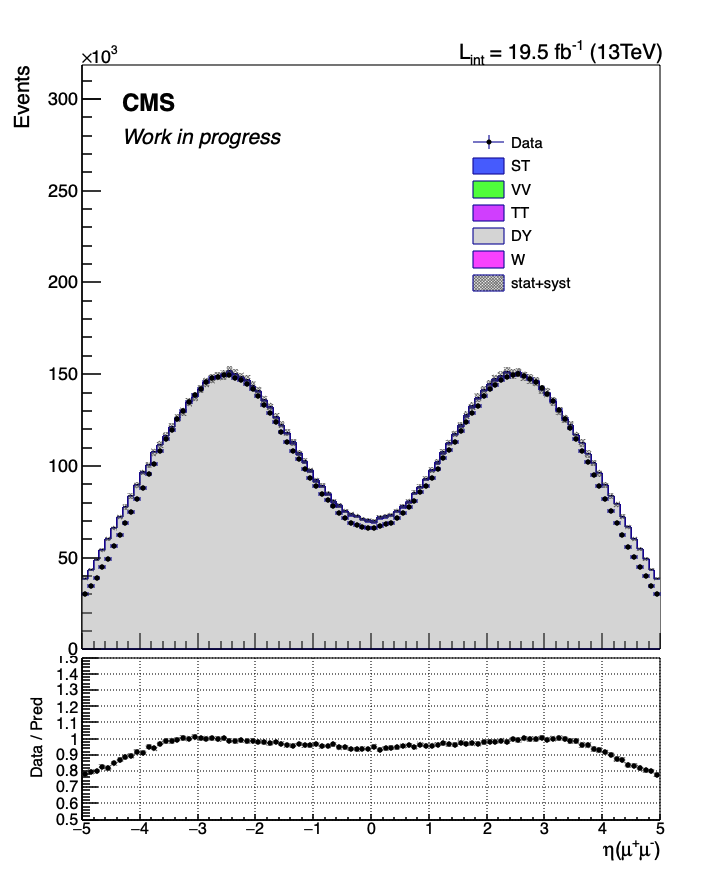 ×10³
L_int = 19.5 fb⁻¹ (13TeV)
Events
CMS
Work in progress
Data
ST
VV
TT
DY
W
stat+syst
300
250
200
150
100
50
0
Data / Pred
1.5
1.4
1.3
1.2
1.1
1
0.9
0.8
0.7
0.6
0.5
−5 −4 −3 −2 −1 0 1 2 3 4 5
η(μ⁺μ⁻)